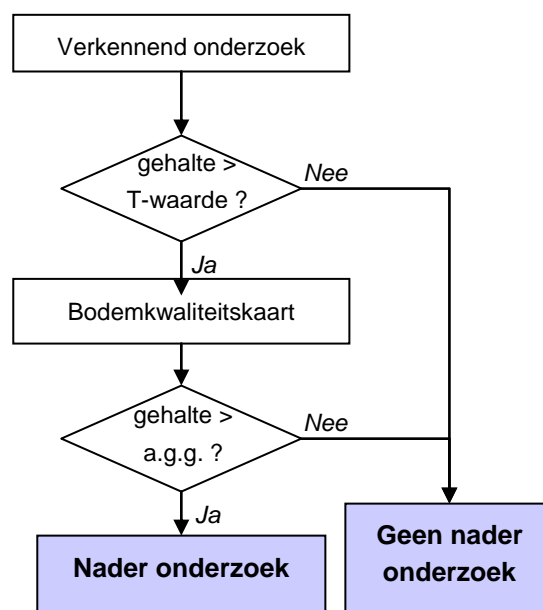 Verkennend onderzoek
gehalte >
T-waarde ?
Nee
Ja
Bodemkwaliteitskaart
gehalte >
a.g.g. ?
Nee
Ja
Nader onderzoek
Geen nader
onderzoek